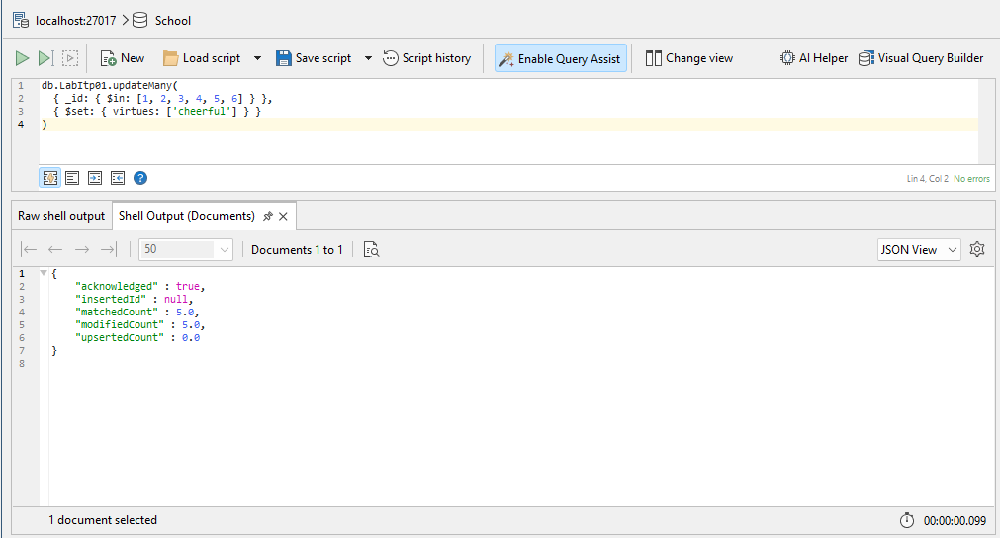 localhost:27017 School
New Load script Save script Script history Enable Query Assist Change view AI Helper Visual Query Builder
1 db.LabItp01.updateMany(
2 { _id: { $in: [1, 2, 3, 4, 5, 6] } },
3 { $set: { virtues: ['cheerful'] } }
4 )
? Lin 4, Col 2 No errors
Raw shell output Shell Output (Documents)
50 Documents 1 to 1 JSON View
1 {
2 "acknowledged" : true,
3 "insertedId" : null,
4 "matchedCount" : 5.0,
5 "modifiedCount" : 5.0,
6 "upsertedCount" : 0.0
7 }
8
1 document selected 00:00:00.099